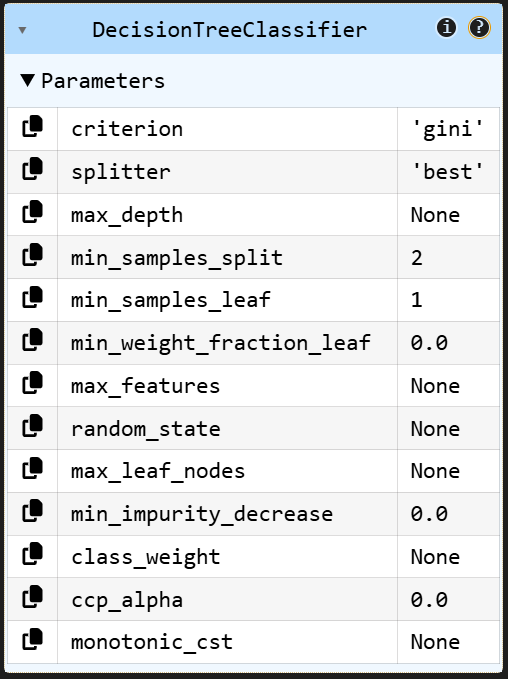 DecisionTreeClassifier i ?
Parameters
criterion 'gini'
splitter 'best'
max_depth None
min_samples_split 2
min_samples_leaf 1
min_weight_fraction_leaf 0.0
max_features None
random_state None
max_leaf_nodes None
min_impurity_decrease 0.0
class_weight None
ccp_alpha 0.0
monotonic_cst None